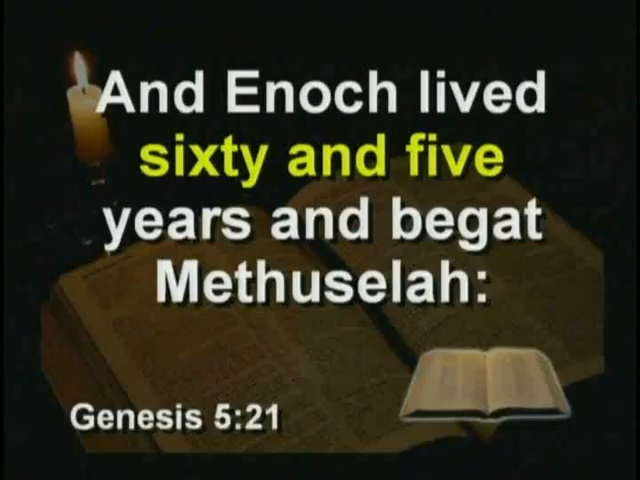 And Enoch lived
sixty and five
years and begat
Methuselah:
Genesis 5:21